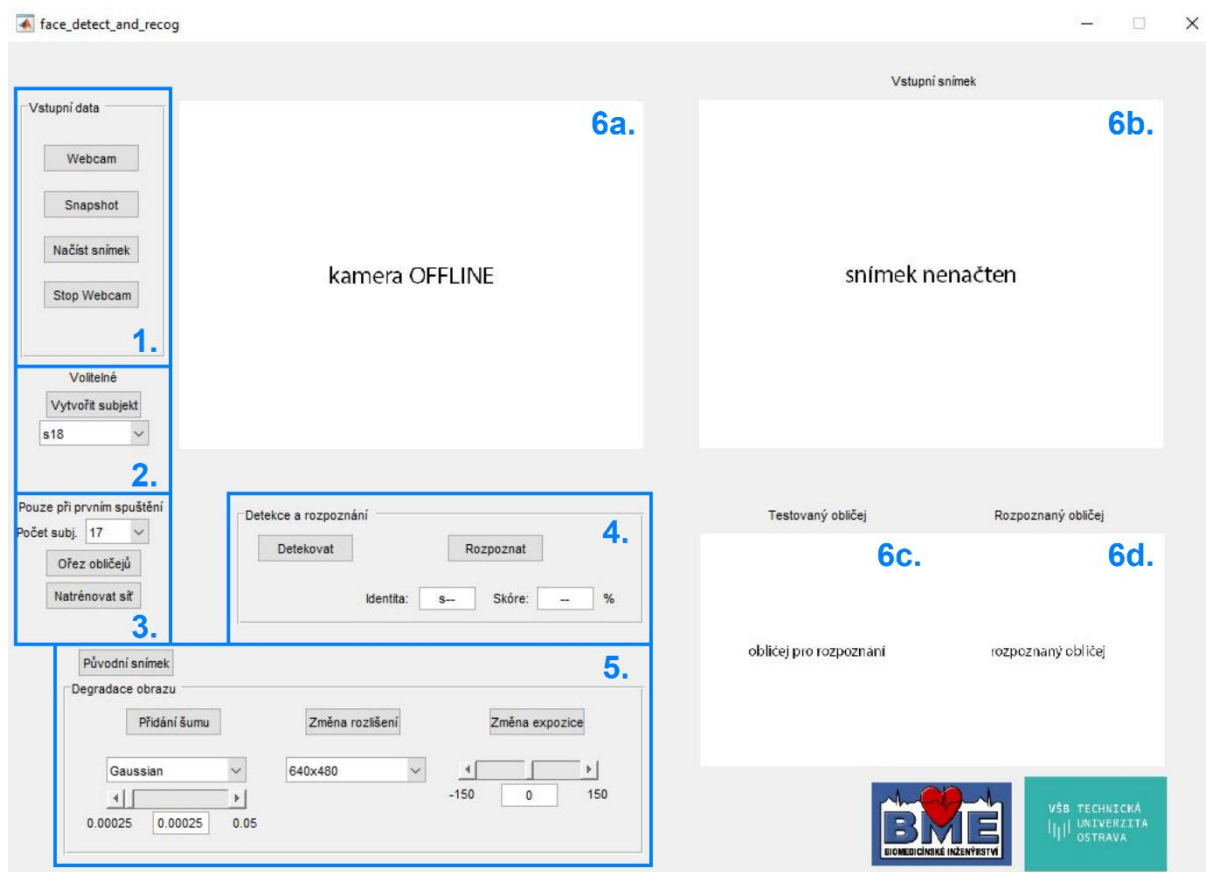 face_detect_and_recog
Vstupní snímek
Vstupní data
6a.
6b.
Webcam
Snapshot
Načíst snímek
Stop Webcam
kamera OFFLINE
snímek nenačten
1.
Volitelné
Vytvořit subjekt
s18
2.
Pouze při prvním spuštění
Počet subj. 17
Ořez obličejů
Natrénovat síť
3.
Detekce a rozpoznání
4.
Detekovat Rozpoznat
Identita: s-- Skóre: -- %
Testovaný obličej Rozpoznaný obličej
6c. 6d.
obličej pro rozpoznání rozpoznaný obličej
Původní snímek
5.
Degradace obrazu
Přidání šumu Změna rozlišení Změna expozice
Gaussian 640x480
-150 0 150
0.00025 0.00025 0.05
BME
BIOMEDICÍNSKÉ INŽENÝRSTVÍ
VŠB TECHNICKÁ
UNIVERZITA
OSTRAVA